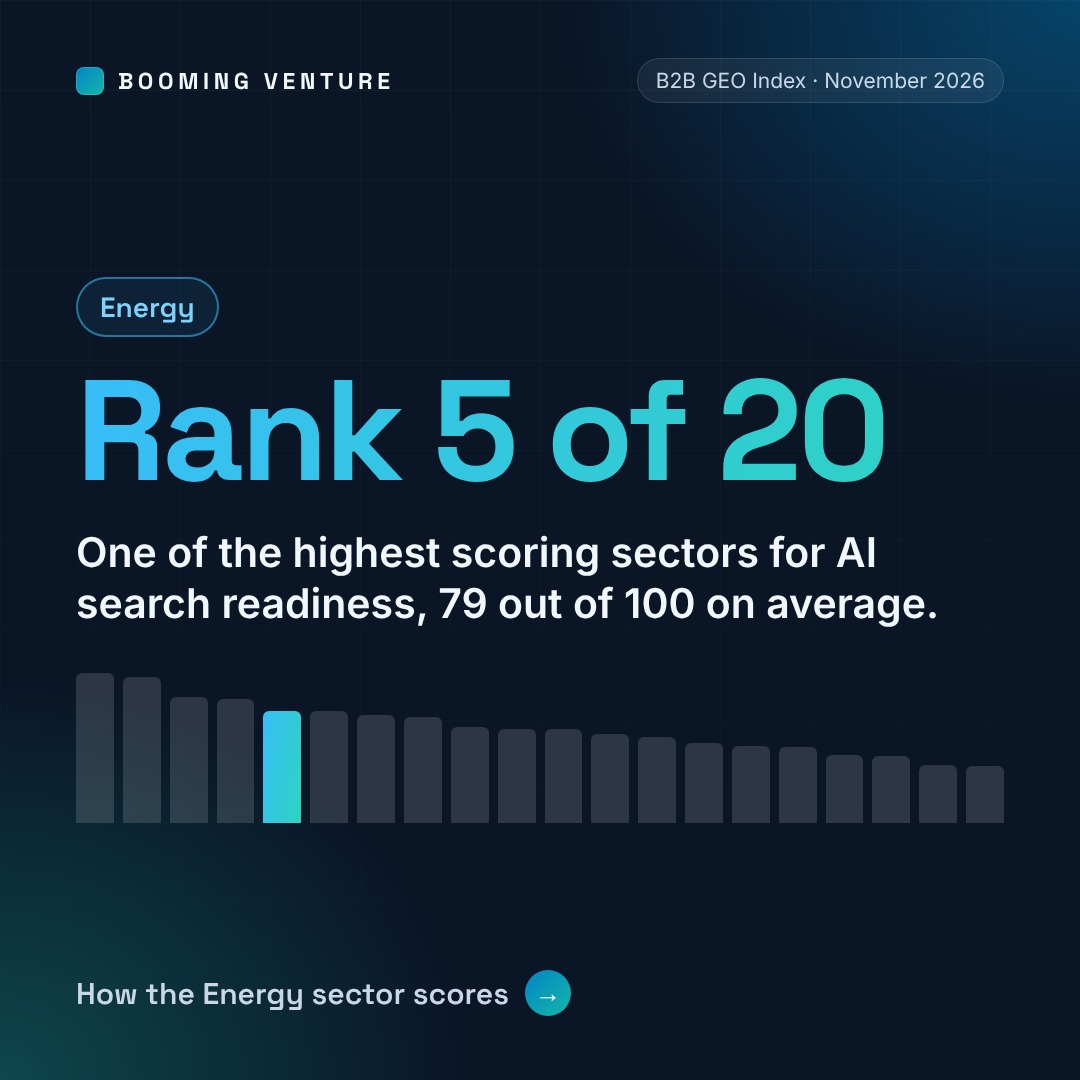 BOOMING VENTURE
B2B GEO Index · November 2026
Energy
Rank 5 of 20
One of the highest scoring sectors for AI
search readiness, 79 out of 100 on average.
How the Energy sector scores →